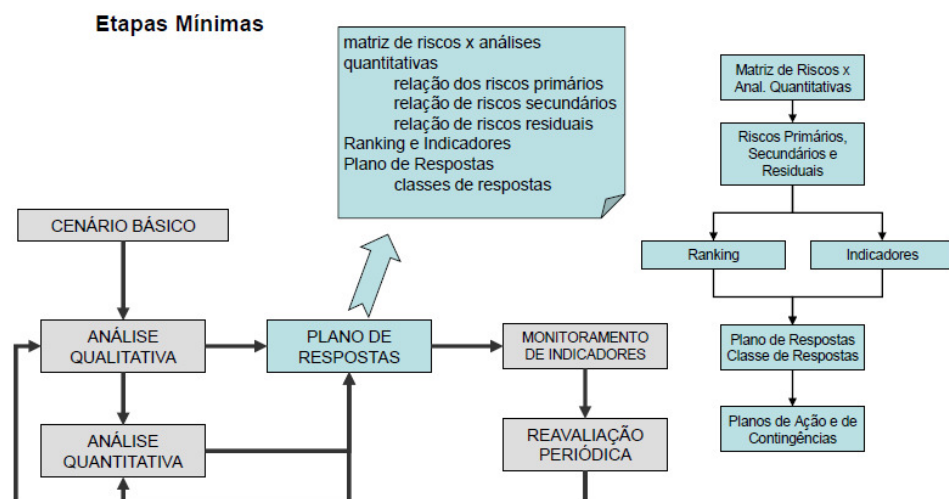 Etapas Mínimas
matriz de riscos x análises
quantitativas
relação dos riscos primários
relação de riscos secundários
relação de riscos residuais
Ranking e Indicadores
Plano de Respostas
classes de respostas
CENÁRIO BÁSICO
ANÁLISE
QUALITATIVA
PLANO DE
RESPOSTAS
MONITORAMENTO
DE INDICADORES
ANÁLISE
QUANTITATIVA
REAVALIAÇÃO
PERIÓDICA
Matriz de Riscos x
Anal. Quantitativas
Riscos Primários,
Secundários e
Residuais
Ranking
Indicadores
Plano de Respostas
Classe de Respostas
Planos de Ação e de
Contingências